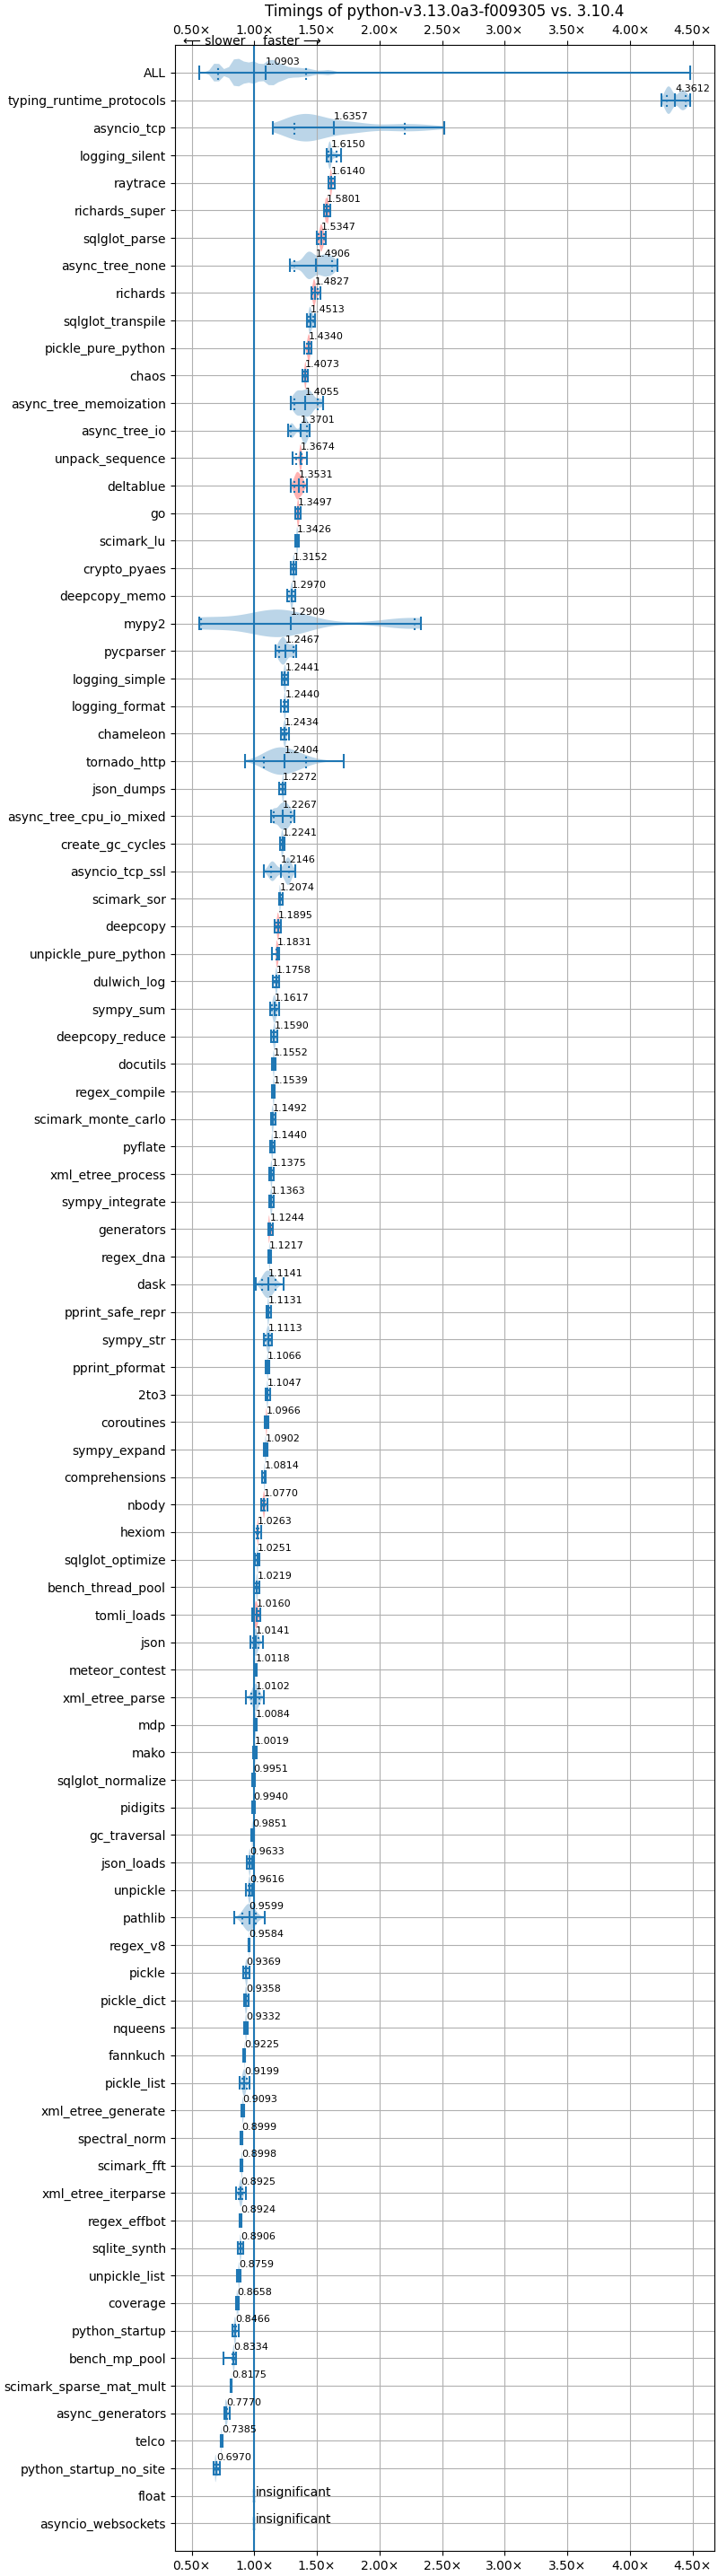 Timings of python-v3.13.0a3-f009305 vs. 3.10.4
0.50× 1.00× 1.50× 2.00× 2.50× 3.00× 3.50× 4.00× 4.50×
⟵ slower faster ⟶
ALL 1.0903
typing_runtime_protocols 4.3612
asyncio_tcp 1.6357
logging_silent 1.6150
raytrace 1.6140
richards_super 1.5801
sqlglot_parse 1.5347
async_tree_none 1.4906
richards 1.4827
sqlglot_transpile 1.4513
pickle_pure_python 1.4340
chaos 1.4073
async_tree_memoization 1.4055
async_tree_io 1.3701
unpack_sequence 1.3674
deltablue 1.3531
go 1.3497
scimark_lu 1.3426
crypto_pyaes 1.3152
deepcopy_memo 1.2970
mypy2 1.2909
pycparser 1.2467
logging_simple 1.2441
logging_format 1.2440
chameleon 1.2434
tornado_http 1.2404
json_dumps 1.2272
async_tree_cpu_io_mixed 1.2267
create_gc_cycles 1.2241
asyncio_tcp_ssl 1.2146
scimark_sor 1.2074
deepcopy 1.1895
unpickle_pure_python 1.1831
dulwich_log 1.1758
sympy_sum 1.1617
deepcopy_reduce 1.1590
docutils 1.1552
regex_compile 1.1539
scimark_monte_carlo 1.1492
pyflate 1.1440
xml_etree_process 1.1375
sympy_integrate 1.1363
generators 1.1244
regex_dna 1.1217
dask 1.1141
pprint_safe_repr 1.1131
sympy_str 1.1113
pprint_pformat 1.1066
2to3 1.1047
coroutines 1.0966
sympy_expand 1.0902
comprehensions 1.0814
nbody 1.0770
hexiom 1.0263
sqlglot_optimize 1.0251
bench_thread_pool 1.0219
tomli_loads 1.0160
json 1.0141
meteor_contest 1.0118
xml_etree_parse 1.0102
mdp 1.0084
mako 1.0019
sqlglot_normalize 0.9951
pidigits 0.9940
gc_traversal 0.9851
json_loads 0.9633
unpickle 0.9616
pathlib 0.9599
regex_v8 0.9584
pickle 0.9369
pickle_dict 0.9358
nqueens 0.9332
fannkuch 0.9225
pickle_list 0.9199
xml_etree_generate 0.9093
spectral_norm 0.8999
scimark_fft 0.8998
xml_etree_iterparse 0.8925
regex_effbot 0.8924
sqlite_synth 0.8906
unpickle_list 0.8759
coverage 0.8658
python_startup 0.8466
bench_mp_pool 0.8334
scimark_sparse_mat_mult 0.8175
async_generators 0.7770
telco 0.7385
python_startup_no_site 0.6970
float insignificant
asyncio_websockets insignificant
0.50× 1.00× 1.50× 2.00× 2.50× 3.00× 3.50× 4.00× 4.50×